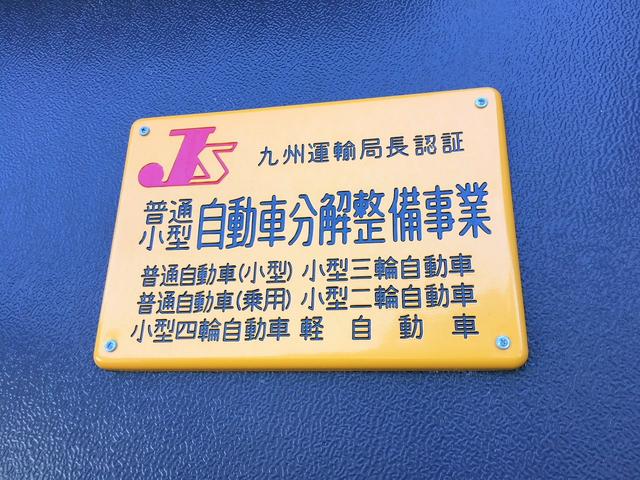 JS 九州運輸局長認証
普通小型 自動車分解整備事業
普通自動車(小型) 小型三輪自動車
普通自動車(乗用) 小型二輪自動車
小型四輪自動車 軽自動車